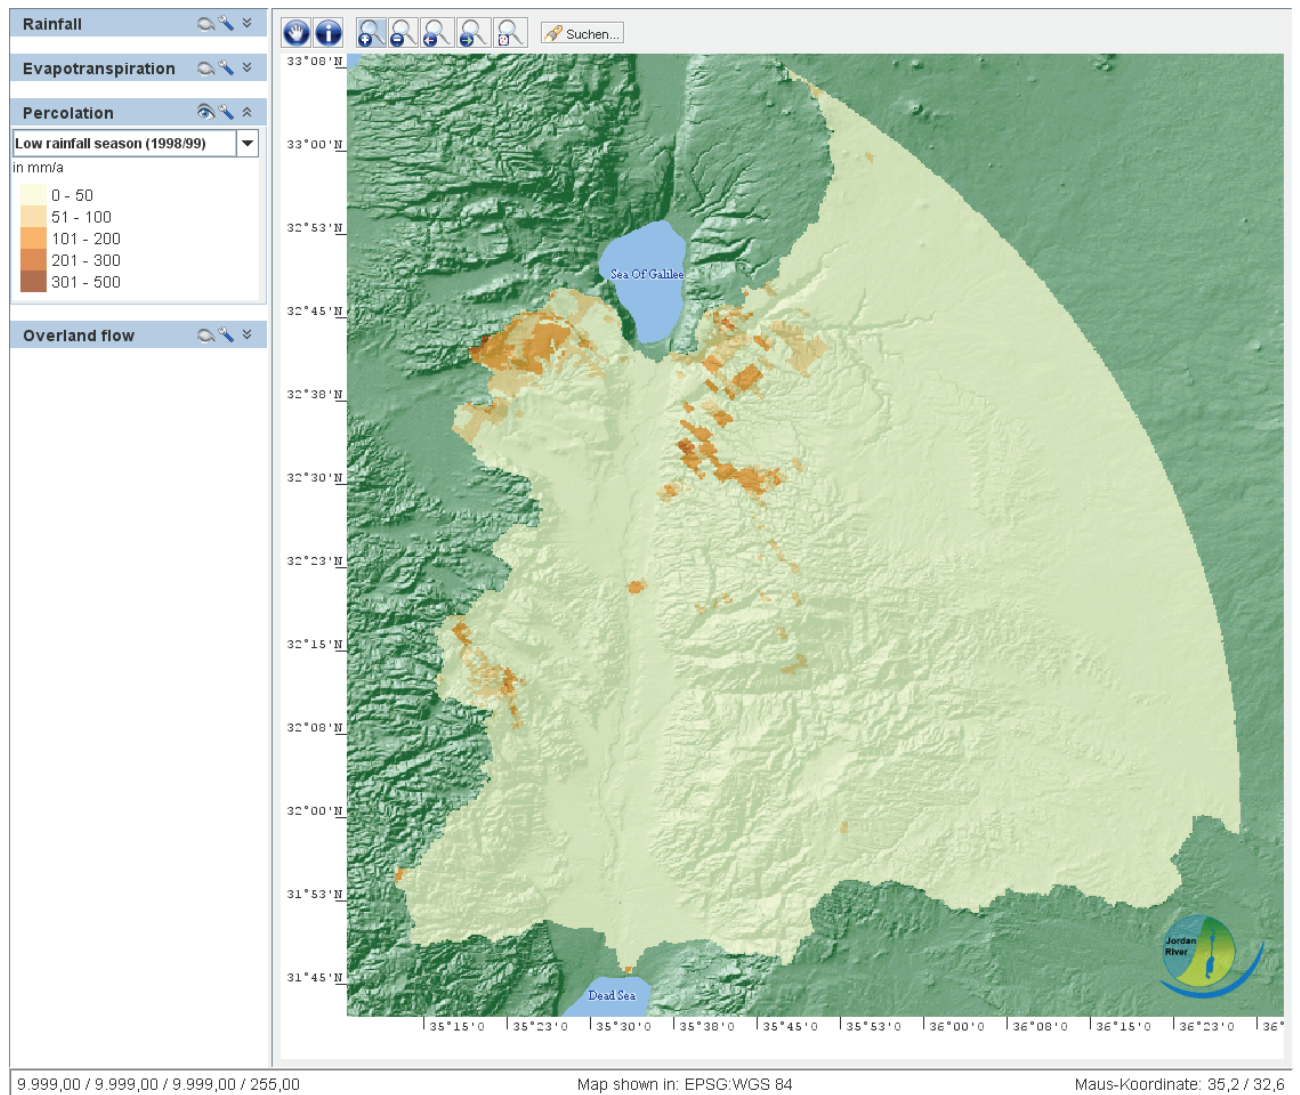 Rainfall
Evapotranspiration
Percolation
Low rainfall season (1998/99)
in mm/a
0 - 50
51 - 100
101 - 200
201 - 300
301 - 500
Overland flow
Suchen...
33°08'N
33°00'N
32°53'N
32°45'N
32°38'N
32°30'N
32°23'N
32°15'N
32°08'N
32°00'N
31°53'N
31°45'N
Sea Of Galilee
Dead Sea
Jordan
River
35°15'0 35°23'0 35°30'0 35°38'0 35°45'0 35°53'0 36°00'0 36°08'0 36°15'0 36°23'0 36°
9.999,00 / 9.999,00 / 9.999,00 / 255,00
Map shown in: EPSG:WGS 84
Maus-Koordinate: 35,2 / 32,6